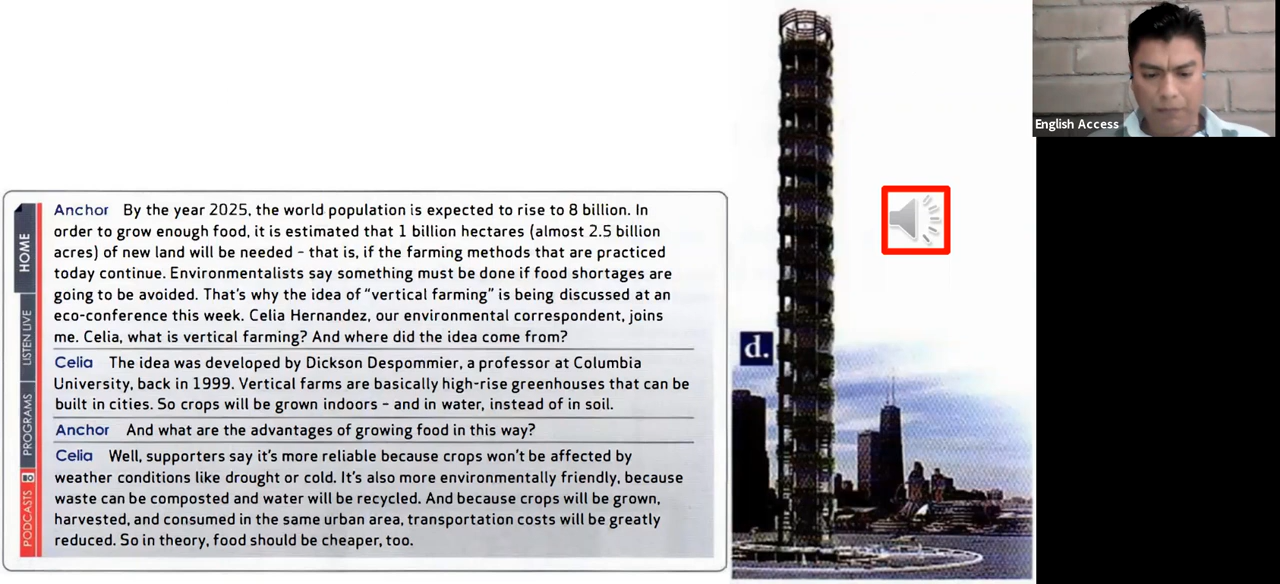 HOME
LISTEN LIVE
PROGRAMS
PODCASTS
Anchor By the year 2025, the world population is expected to rise to 8 billion. In
order to grow enough food, it is estimated that 1 billion hectares (almost 2.5 billion
acres) of new land will be needed – that is, if the farming methods that are practiced
today continue. Environmentalists say something must be done if food shortages are
going to be avoided. That's why the idea of "vertical farming" is being discussed at an
eco-conference this week. Celia Hernandez, our environmental correspondent, joins
me. Celia, what is vertical farming? And where did the idea come from?
Celia The idea was developed by Dickson Despommier, a professor at Columbia
University, back in 1999. Vertical farms are basically high-rise greenhouses that can be
built in cities. So crops will be grown indoors – and in water, instead of in soil.
Anchor And what are the advantages of growing food in this way?
Celia Well, supporters say it's more reliable because crops won't be affected by
weather conditions like drought or cold. It's also more environmentally friendly, because
waste can be composted and water will be recycled. And because crops will be grown,
harvested, and consumed in the same urban area, transportation costs will be greatly
reduced. So in theory, food should be cheaper, too.
d.
English Access